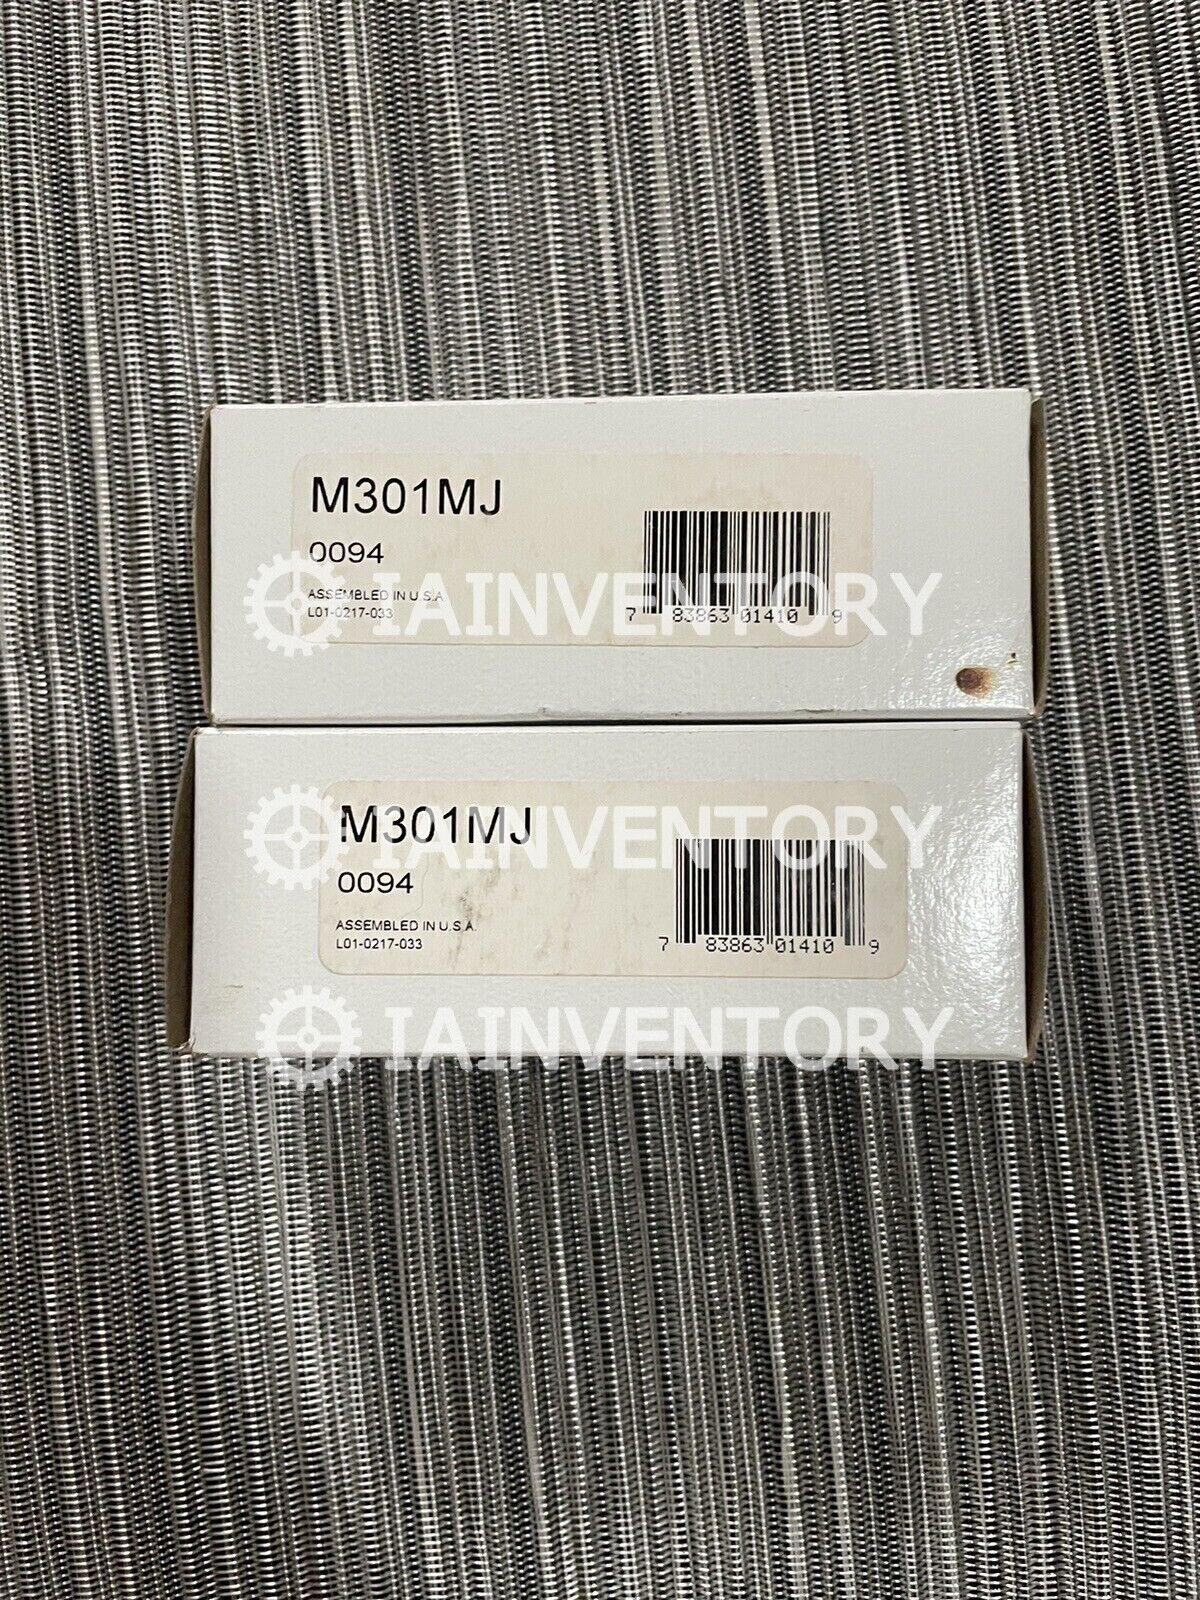 M301MJ
0094
ASSEMBLED IN U.S.A.
L01-0217-033
7 83863 01410 9
IAINVENTORY
M301MJ
IAINVENTORY
0094
ASSEMBLED IN U.S.A.
L01-0217-033
7 83863 01410 9
IAINVENTORY